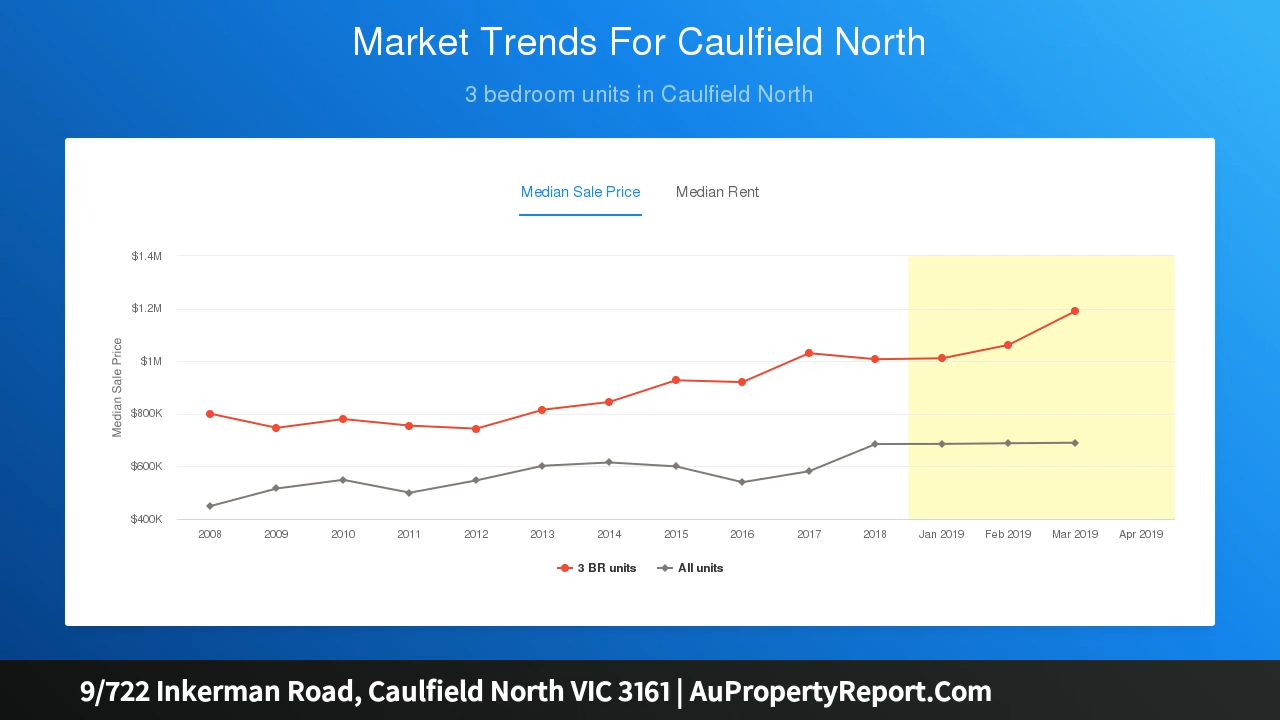 Market Trends For Caulfield North
3 bedroom units in Caulfield North
Median Sale Price
Median Rent
Median Sale Price
$1.4M
$1.2M
$1M
$800K
$600K
$400K
2008 2009 2010 2011 2012 2013 2014 2015 2016 2017 2018 Jan 2019 Feb 2019 Mar 2019 Apr 2019
3 BR units All units
9/722 Inkerman Road, Caulfield North VIC 3161 | AuPropertyReport.Com